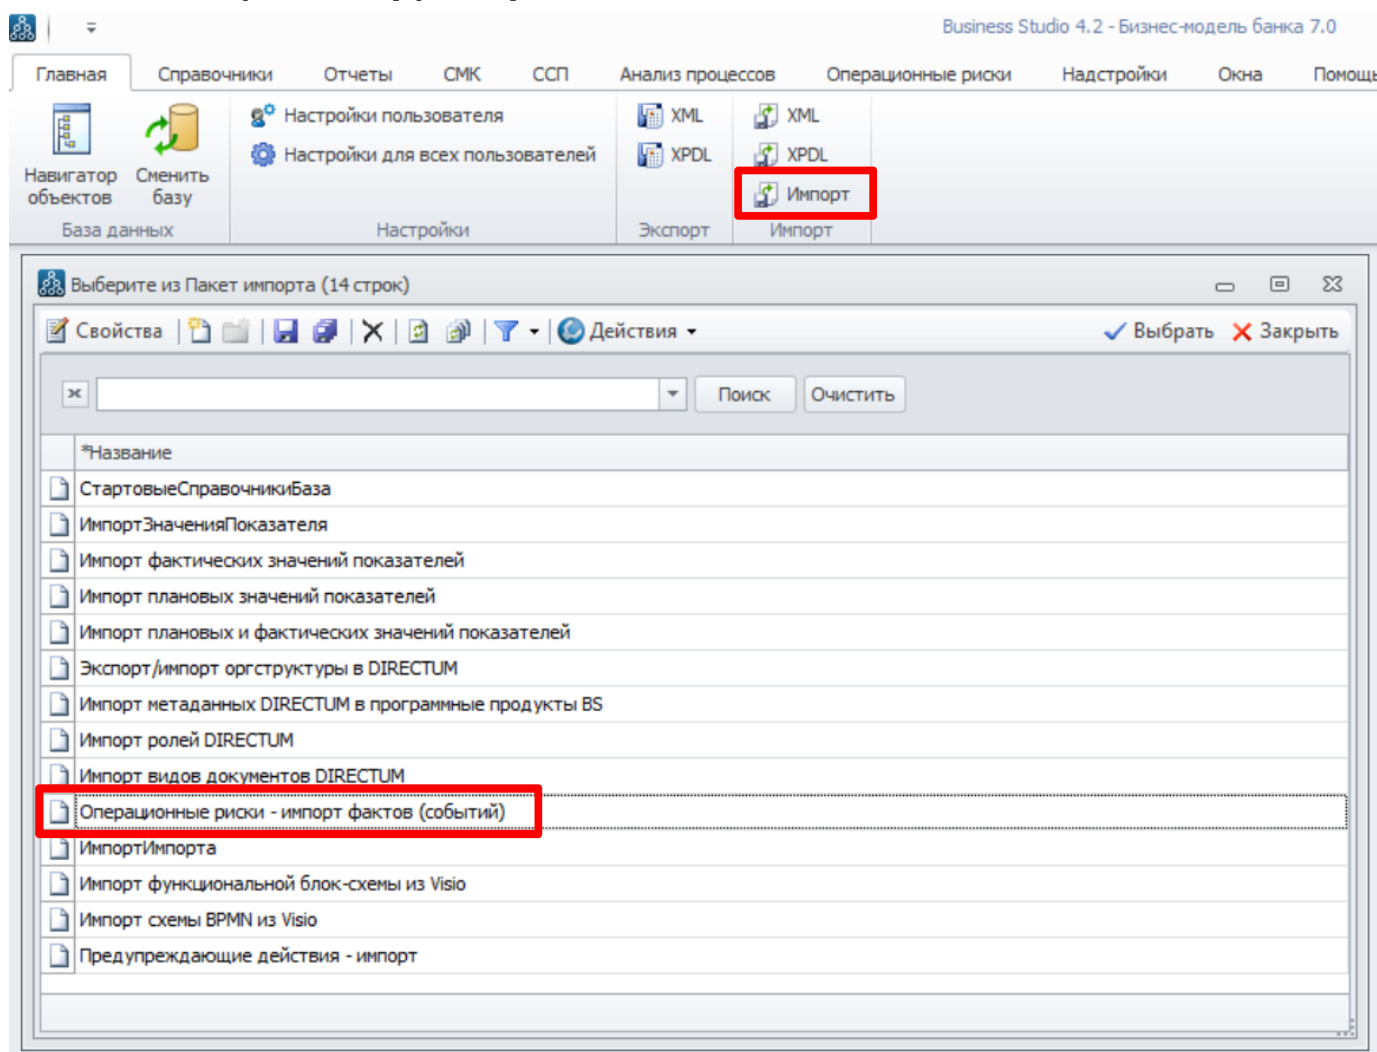 Business Studio 4.2 - Бизнес-модель банка 7.0
Главная Справочники Отчеты СМК ССП Анализ процессов Операционные риски Надстройки Окна Помощь
Навигатор объектов
Сменить базу
База данных
Настройки пользователя
Настройки для всех пользователей
Настройки
XML
XPDL
Экспорт
XML
XPDL
Импорт
Импорт
Выберите из Пакет импорта (14 строк)
Свойства Действия Выбрать Закрыть
Поиск Очистить
*Название
СтартовыеСправочникиБаза
ИмпортЗначенияПоказателя
Импорт фактических значений показателей
Импорт плановых значений показателей
Импорт плановых и фактических значений показателей
Экспорт/импорт оргструктуры в DIRECTUM
Импорт метаданных DIRECTUM в программные продукты BS
Импорт ролей DIRECTUM
Импорт видов документов DIRECTUM
Операционные риски - импорт фактов (событий)
ИмпортИмпорта
Импорт функциональной блок-схемы из Visio
Импорт схемы BPMN из Visio
Предупреждающие действия - импорт